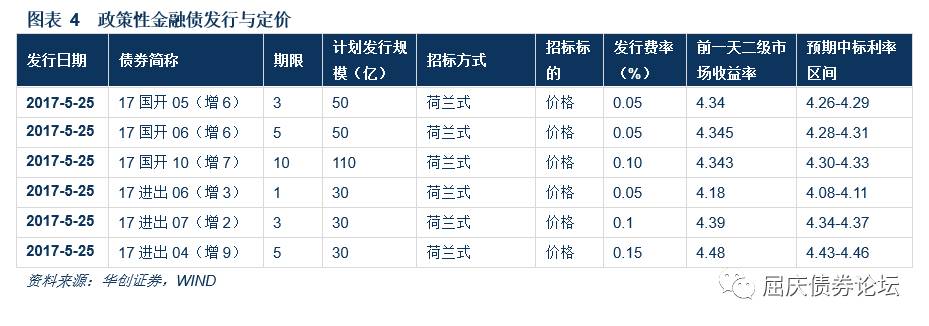 图表 4 政策性金融债发行与定价
发行日期 债券简称 期限 计划发行规模（亿） 招标方式 招标标的 发行费率（%） 前一天二级市场收益率 预期中标利率区间
2017-5-25 17 国开 05（增 6） 3 50 荷兰式 价格 0.05 4.34 4.26-4.29
2017-5-25 17 国开 06（增 6） 5 50 荷兰式 价格 0.05 4.345 4.28-4.31
2017-5-25 17 国开 10（增 7） 10 110 荷兰式 价格 0.10 4.343 4.30-4.33
2017-5-25 17 进出 06（增 3） 1 30 荷兰式 价格 0.05 4.18 4.08-4.11
2017-5-25 17 进出 07（增 2） 3 30 荷兰式 价格 0.1 4.39 4.34-4.37
2017-5-25 17 进出 04（增 9） 5 30 荷兰式 价格 0.15 4.48 4.43-4.46
资料来源：华创证券，WIND
屈庆债券论坛